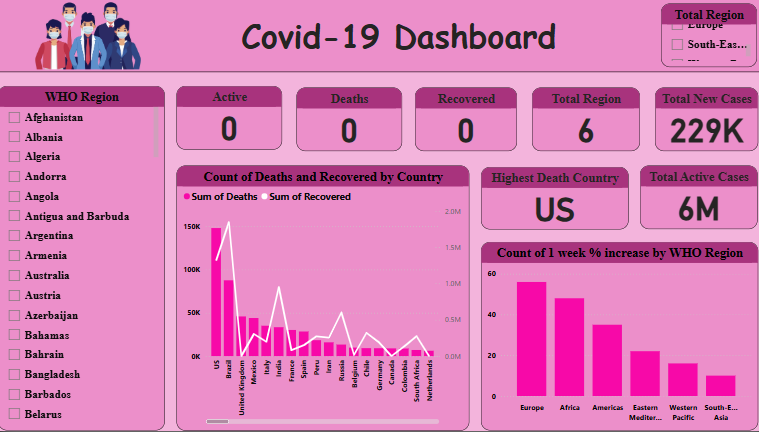 Covid-19 Dashboard
Total Region
Europe
South-Eas...
WHO Region
Afghanistan
Albania
Algeria
Andorra
Angola
Antigua and Barbuda
Argentina
Armenia
Australia
Austria
Azerbaijan
Bahamas
Bahrain
Bangladesh
Barbados
Belarus
Active
0
Deaths
0
Recovered
0
Total Region
6
Total New Cases
229K
Count of Deaths and Recovered by Country
Sum of Deaths Sum of Recovered
150K
100K
50K
0K
2.0M
1.5M
1.0M
0.5M
0.0M
US
Brazil
United Kingdom
Mexico
Italy
India
France
Spain
Peru
Iran
Russia
Belgium
Chile
Germany
Canada
Colombia
South Africa
Netherlands
Highest Death Country
US
Total Active Cases
6M
Count of 1 week % increase by WHO Region
60
40
20
0
Europe
Africa
Americas
Eastern
Mediter...
Western
Pacific
South-E...
Asia